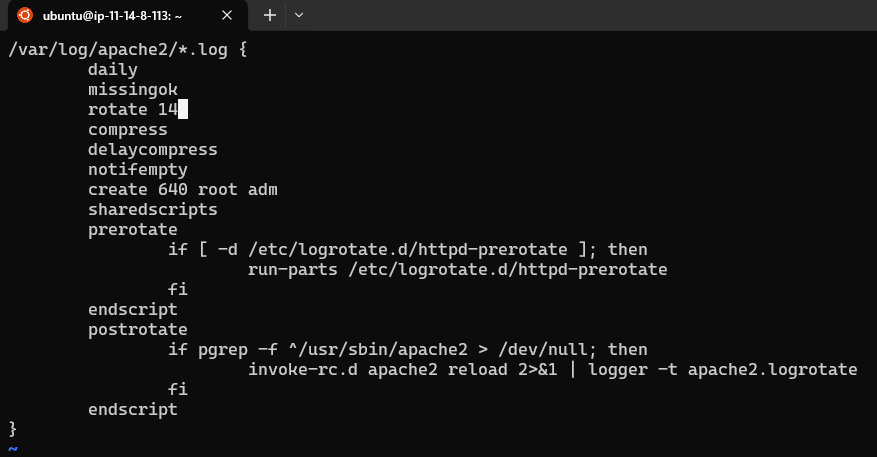 ubuntu@ip-11-14-8-113: ~
/var/log/apache2/*.log {
        daily
        missingok
        rotate 14
        compress
        delaycompress
        notifempty
        create 640 root adm
        sharedscripts
        prerotate
                if [ -d /etc/logrotate.d/httpd-prerotate ]; then
                        run-parts /etc/logrotate.d/httpd-prerotate
                fi
        endscript
        postrotate
                if pgrep -f ^/usr/sbin/apache2 > /dev/null; then
                        invoke-rc.d apache2 reload 2>&1 | logger -t apache2.logrotate
                fi
        endscript
}
~